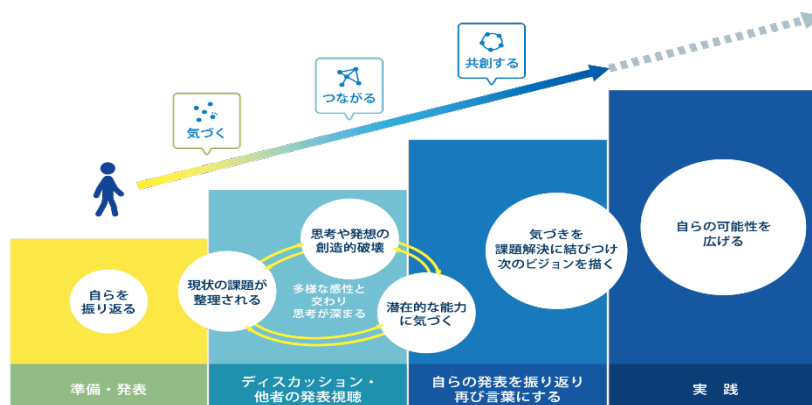 気づく
つながる
共創する
自らを
振り返る
現状の課題が
整理される
思考や発想の
創造的破壊
多様な感性と
交わり
思考が深まる
潜在的な能力
に気づく
気づきを
課題解決に結びつけ
次のビジョンを描く
自らの可能性を
広げる
準備・発表
ディスカッション・
他者の発表視聴
自らの発表を振り返り
再び言葉にする
実 践